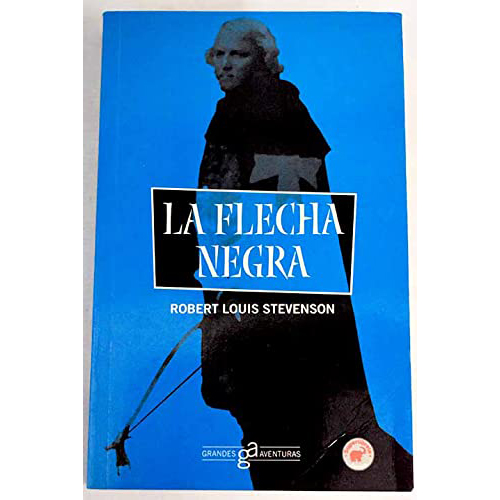 LA FLECHA
NEGRA
ROBERT LOUIS STEVENSON
GRANDES ga AVENTURAS